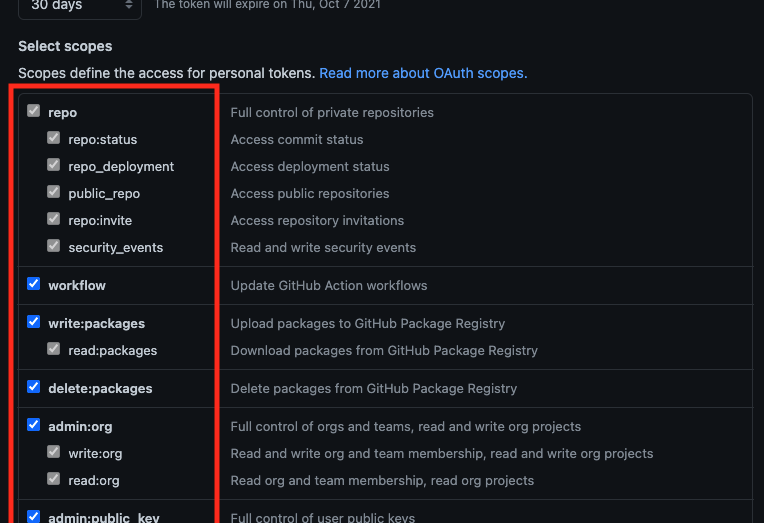 30 days The token will expire on Thu, Oct 7 2021
Select scopes
Scopes define the access for personal tokens. Read more about OAuth scopes.
repo Full control of private repositories
repo:status Access commit status
repo_deployment Access deployment status
public_repo Access public repositories
repo:invite Access repository invitations
security_events Read and write security events
workflow Update GitHub Action workflows
write:packages Upload packages to GitHub Package Registry
read:packages Download packages from GitHub Package Registry
delete:packages Delete packages from GitHub Package Registry
admin:org Full control of orgs and teams, read and write org projects
write:org Read and write org and team membership, read and write org projects
read:org Read org and team membership, read org projects
admin:public_key Full control of user public keys